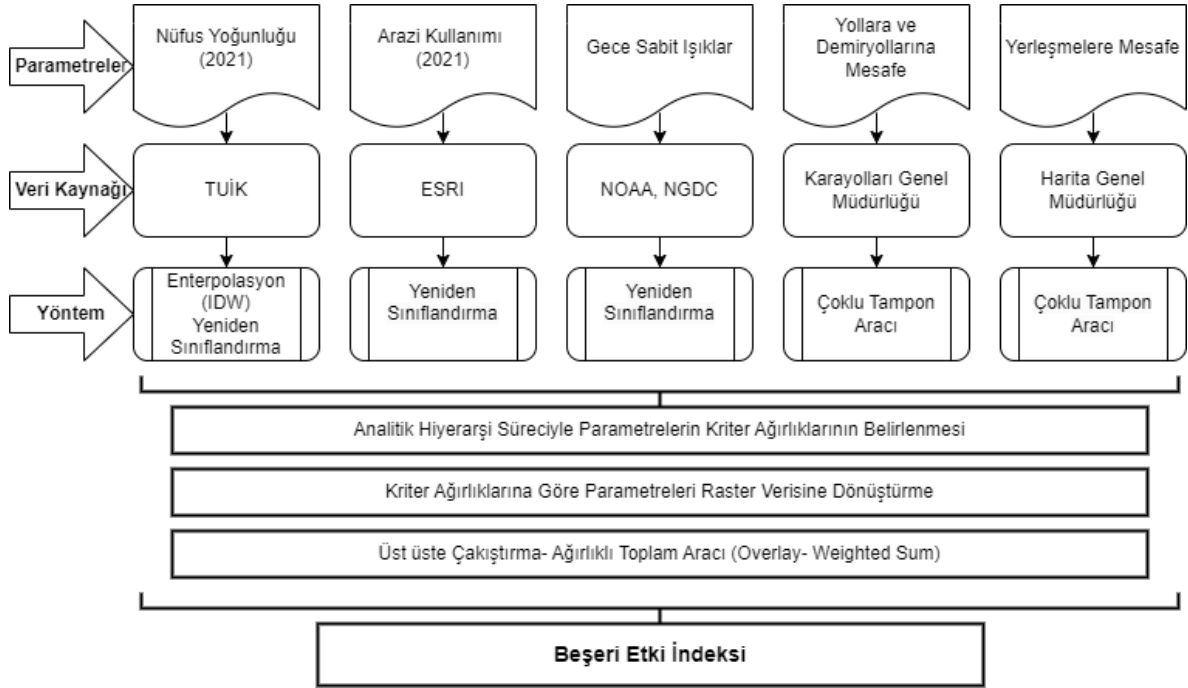 Parametreler
Nüfus Yoğunluğu
(2021)
Arazi Kullanımı
(2021)
Gece Sabit Işıklar
Yollara ve
Demiryollarına
Mesafe
Yerleşmelere Mesafe
Veri Kaynağı
TUİK
ESRI
NOAA, NGDC
Karayolları Genel
Müdürlüğü
Harita Genel
Müdürlüğü
Yöntem
Enterpolasyon
(IDW)
Yeniden
Sınıflandırma
Yeniden
Sınıflandırma
Yeniden
Sınıflandırma
Çoklu Tampon
Aracı
Çoklu Tampon
Aracı
Analitik Hiyerarşi Süreciyle Parametrelerin Kriter Ağırlıklarının Belirlenmesi
Kriter Ağırlıklarına Göre Parametreleri Raster Verisine Dönüştürme
Üst üste Çakıştırma- Ağırlıklı Toplam Aracı (Overlay- Weighted Sum)
Beşeri Etki İndeksi